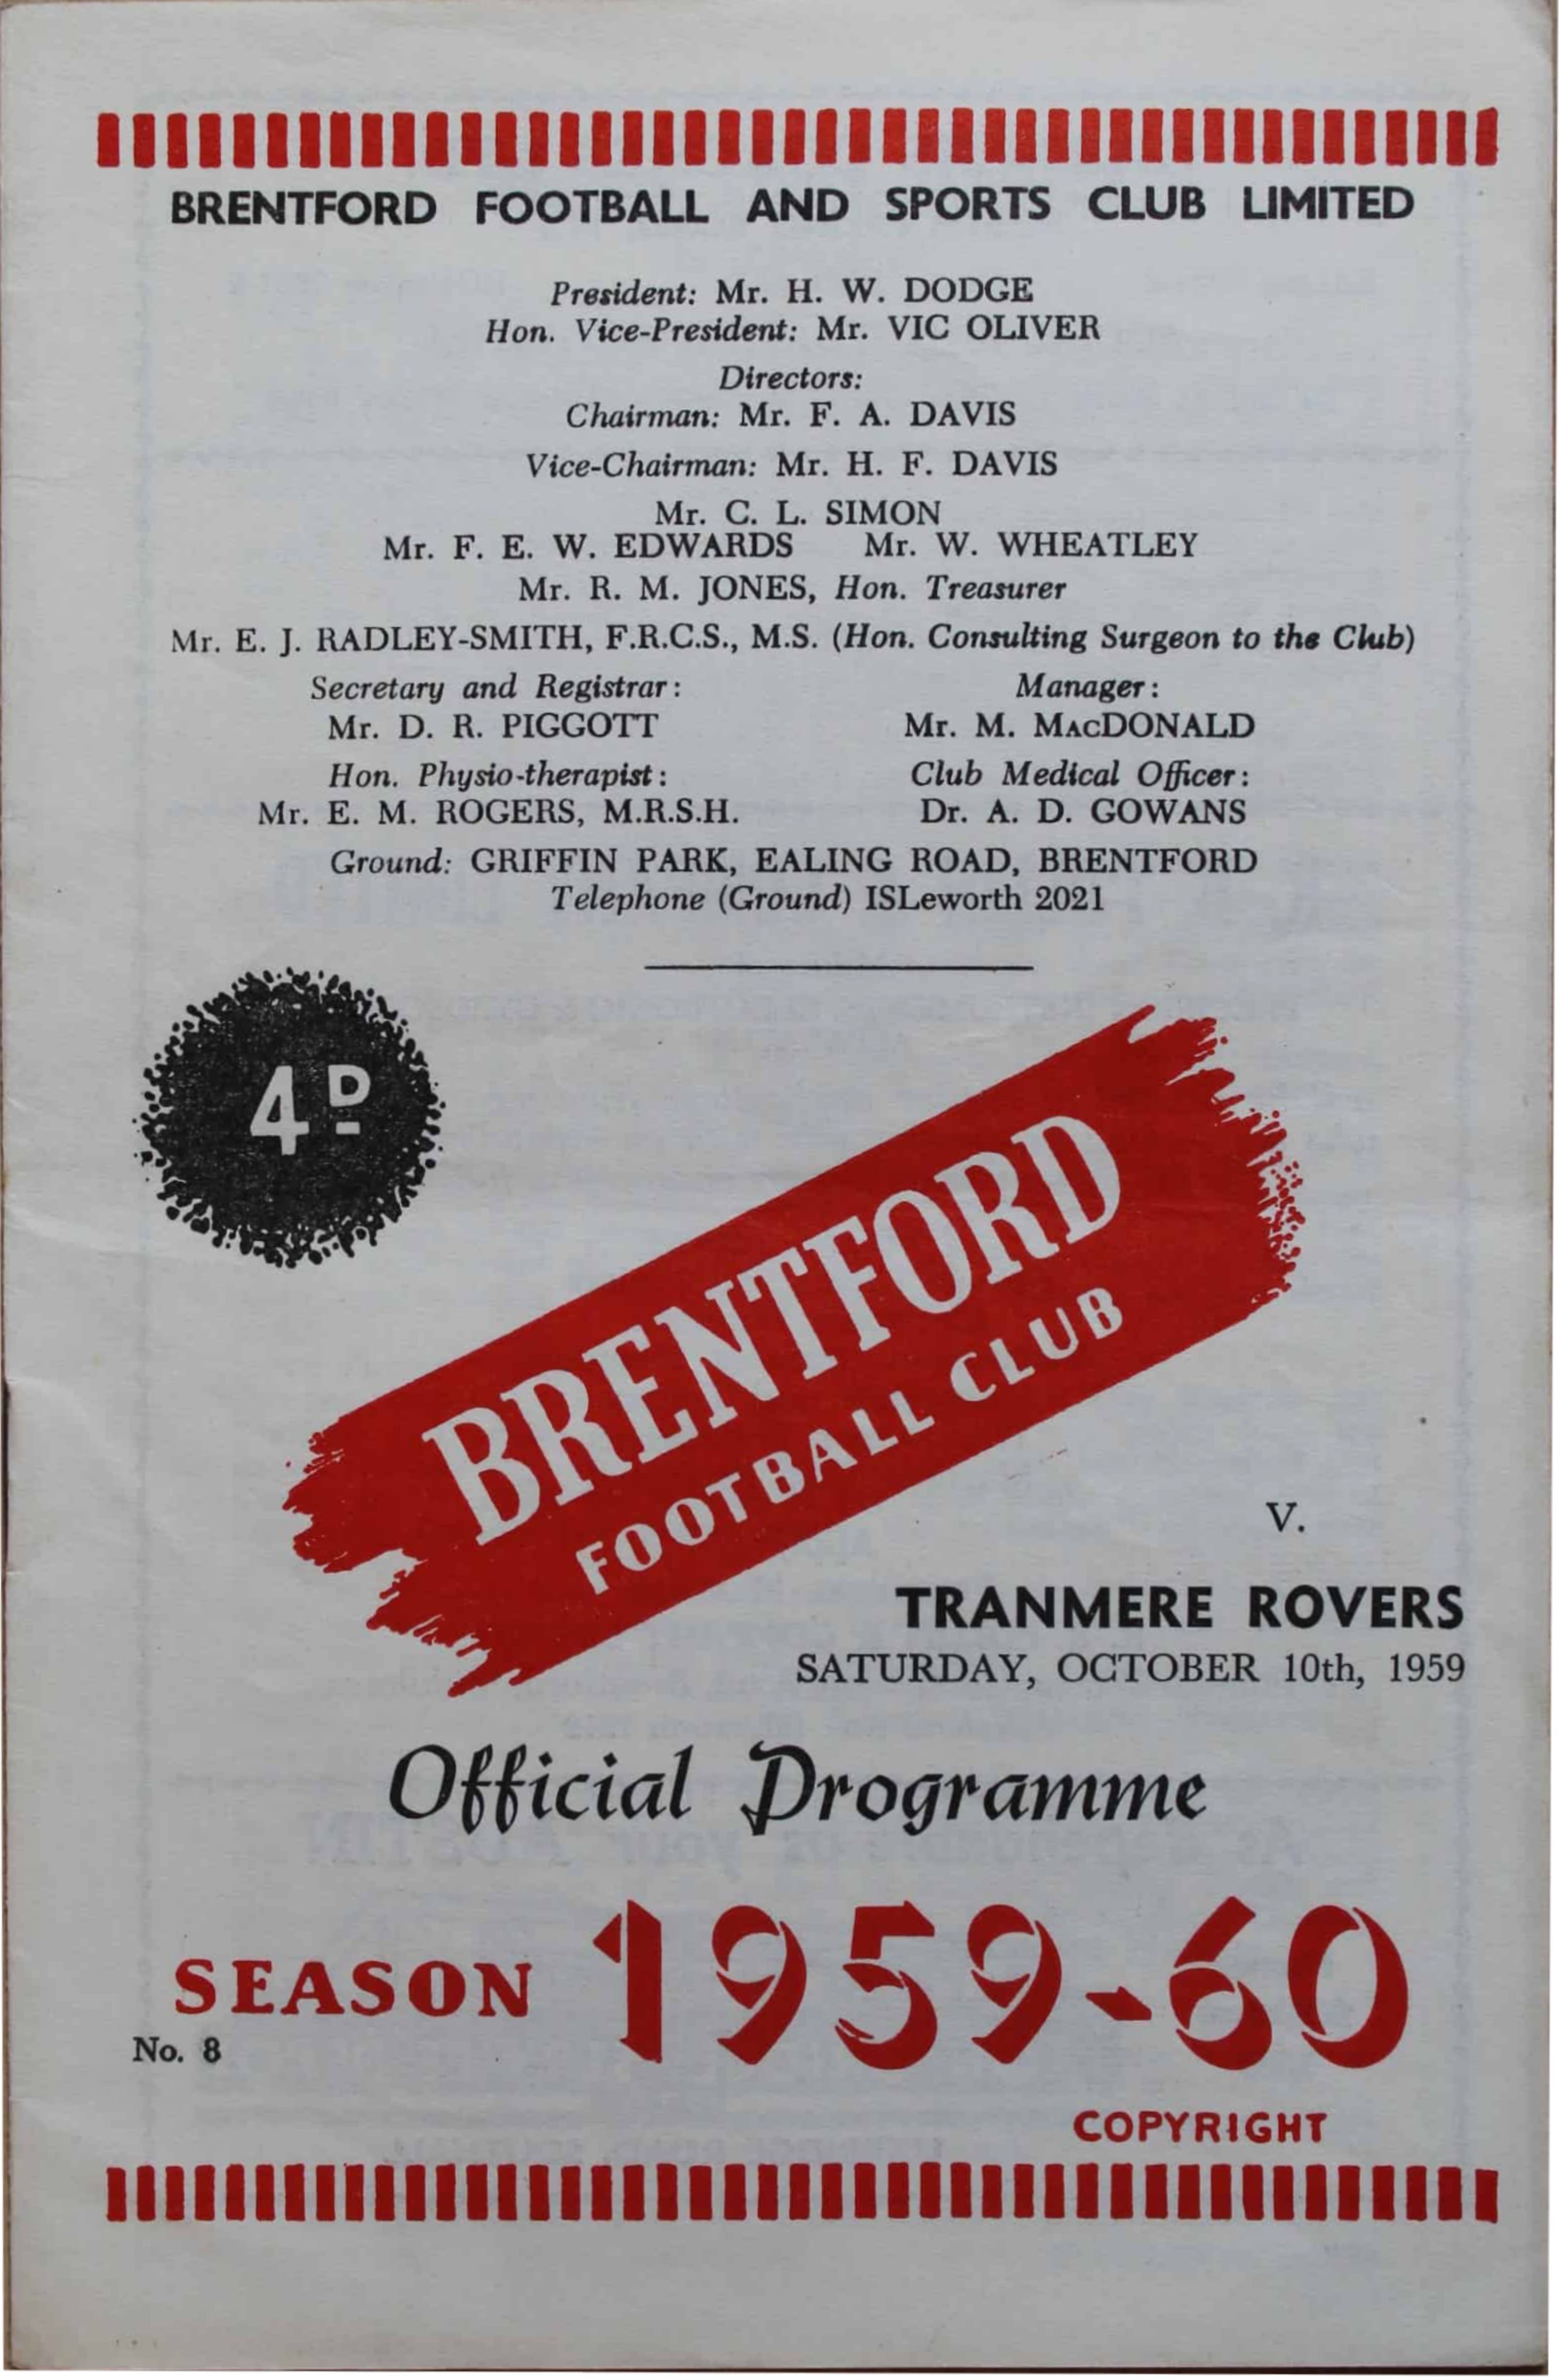 BRENTFORD FOOTBALL AND SPORTS CLUB LIMITED
President: Mr. H. W. DODGE
Hon. Vice-President: Mr. VIC OLIVER
Directors:
Chairman: Mr. F. A. DAVIS
Vice-Chairman: Mr. H. F. DAVIS
Mr. C. L. SIMON
Mr. F. E. W. EDWARDS Mr. W. WHEATLEY
Mr. R. M. JONES, Hon. Treasurer
Mr. E. J. RADLEY-SMITH, F.R.C.S., M.S. (Hon. Consulting Surgeon to the Club)
Secretary and Registrar: Manager:
Mr. D. R. PIGGOTT Mr. M. MACDONALD
Hon. Physio-therapist: Club Medical Officer:
Mr. E. M. ROGERS, M.R.S.H. Dr. A. D. GOWANS
Ground: GRIFFIN PARK, EALING ROAD, BRENTFORD
Telephone (Ground) ISLeworth 2021
4D
BRENTFORD
FOOTBALL CLUB
V.
TRANMERE ROVERS
SATURDAY, OCTOBER 10th, 1959
Official Programme
SEASON 1959-60
No. 8
COPYRIGHT